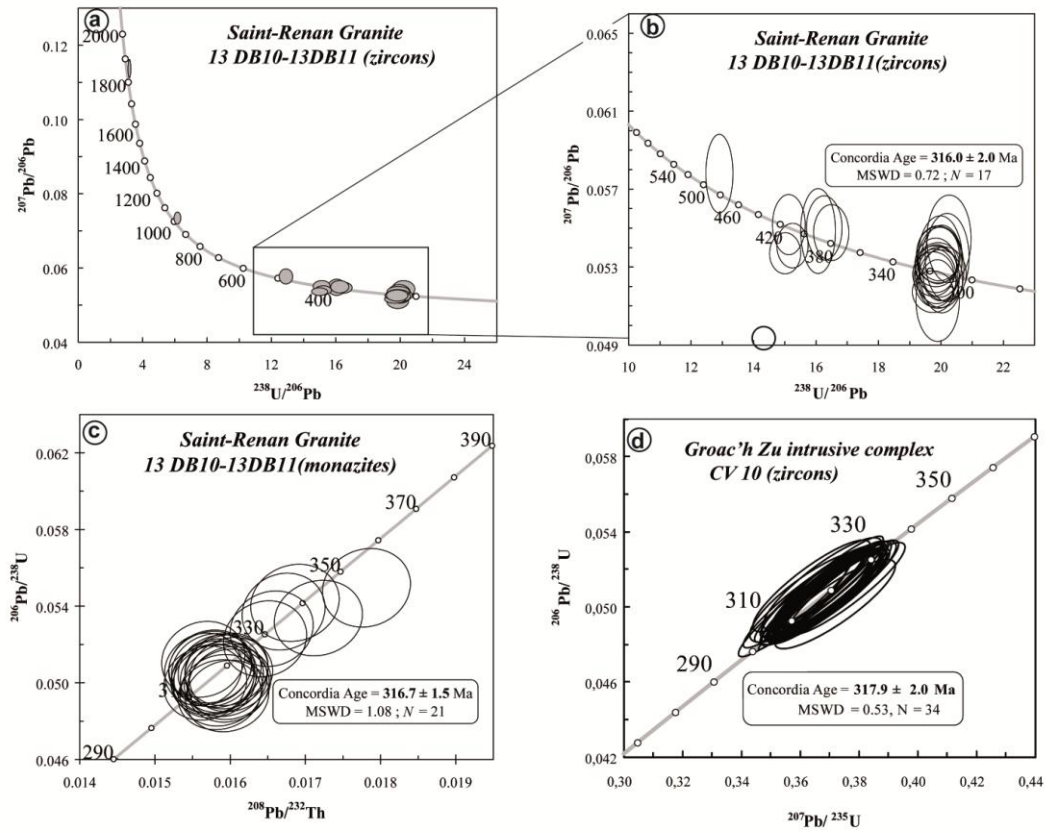 a
Saint-Renan Granite
13 DB10-13DB11 (zircons)
0.12
0.10
0.08
0.06
0.04
²⁰⁷Pb/²⁰⁶Pb
2000
1800
1600
1400
1200
1000
800
600
400
0 4 8 12 16 20 24
²³⁸U/²⁰⁶Pb
b
Saint-Renan Granite
13 DB10-13DB11(zircons)
0.065
0.061
0.057
0.053
0.049
²⁰⁷Pb/²⁰⁶Pb
540
500
460
420
380
340
Concordia Age = 316.0 ± 2.0 Ma
MSWD = 0.72 ; N = 17
10 12 14 16 18 20 22
²³⁸U/²⁰⁶Pb
c
Saint-Renan Granite
13 DB10-13DB11(monazites)
0.062
0.058
0.054
0.050
0.046
²⁰⁶Pb/²³⁸U
390
370
350
330
290
Concordia Age = 316.7 ± 1.5 Ma
MSWD = 1.08 ; N = 21
0.014 0.015 0.016 0.017 0.018 0.019
²⁰⁸Pb/²³²Th
d
Groac'h Zu intrusive complex
CV 10 (zircons)
0,058
0,054
0,050
0,046
0,042
²⁰⁶Pb/²³⁸U
350
330
310
290
Concordia Age = 317.9 ± 2.0 Ma
MSWD = 0.53, N = 34
0,30 0,32 0,34 0,36 0,38 0,40 0,42 0,44
²⁰⁷Pb/ ²³⁵U